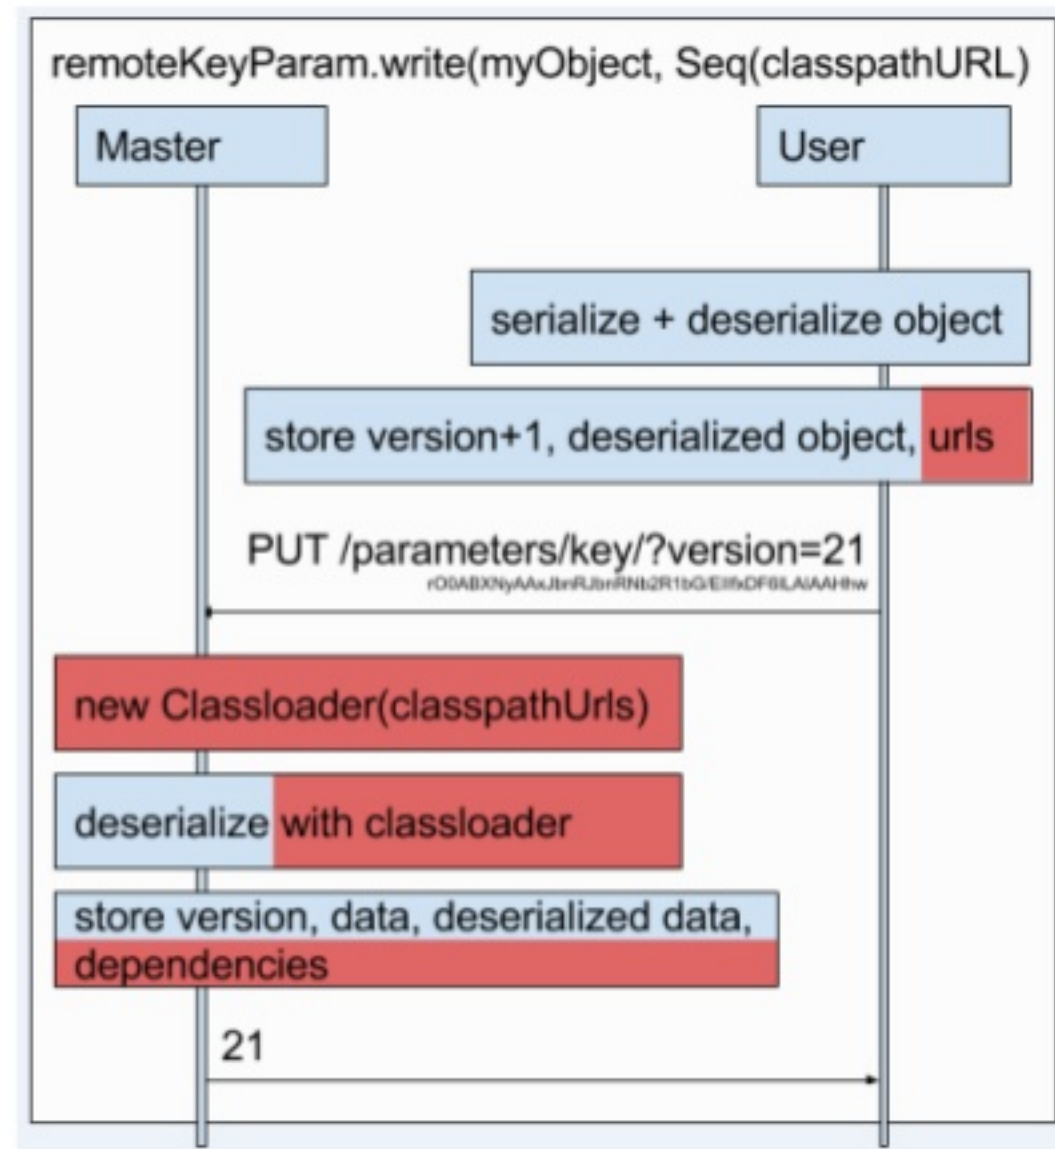 remoteKeyParam.write(myObject, Seq(classpathURL)
Master
User
serialize + deserialize object
store version+1, deserialized object, urls
PUT /parameters/key/?version=21
new Classloader(classpathUrls)
deserialize with classloader
store version, data, deserialized data,
dependencies
21